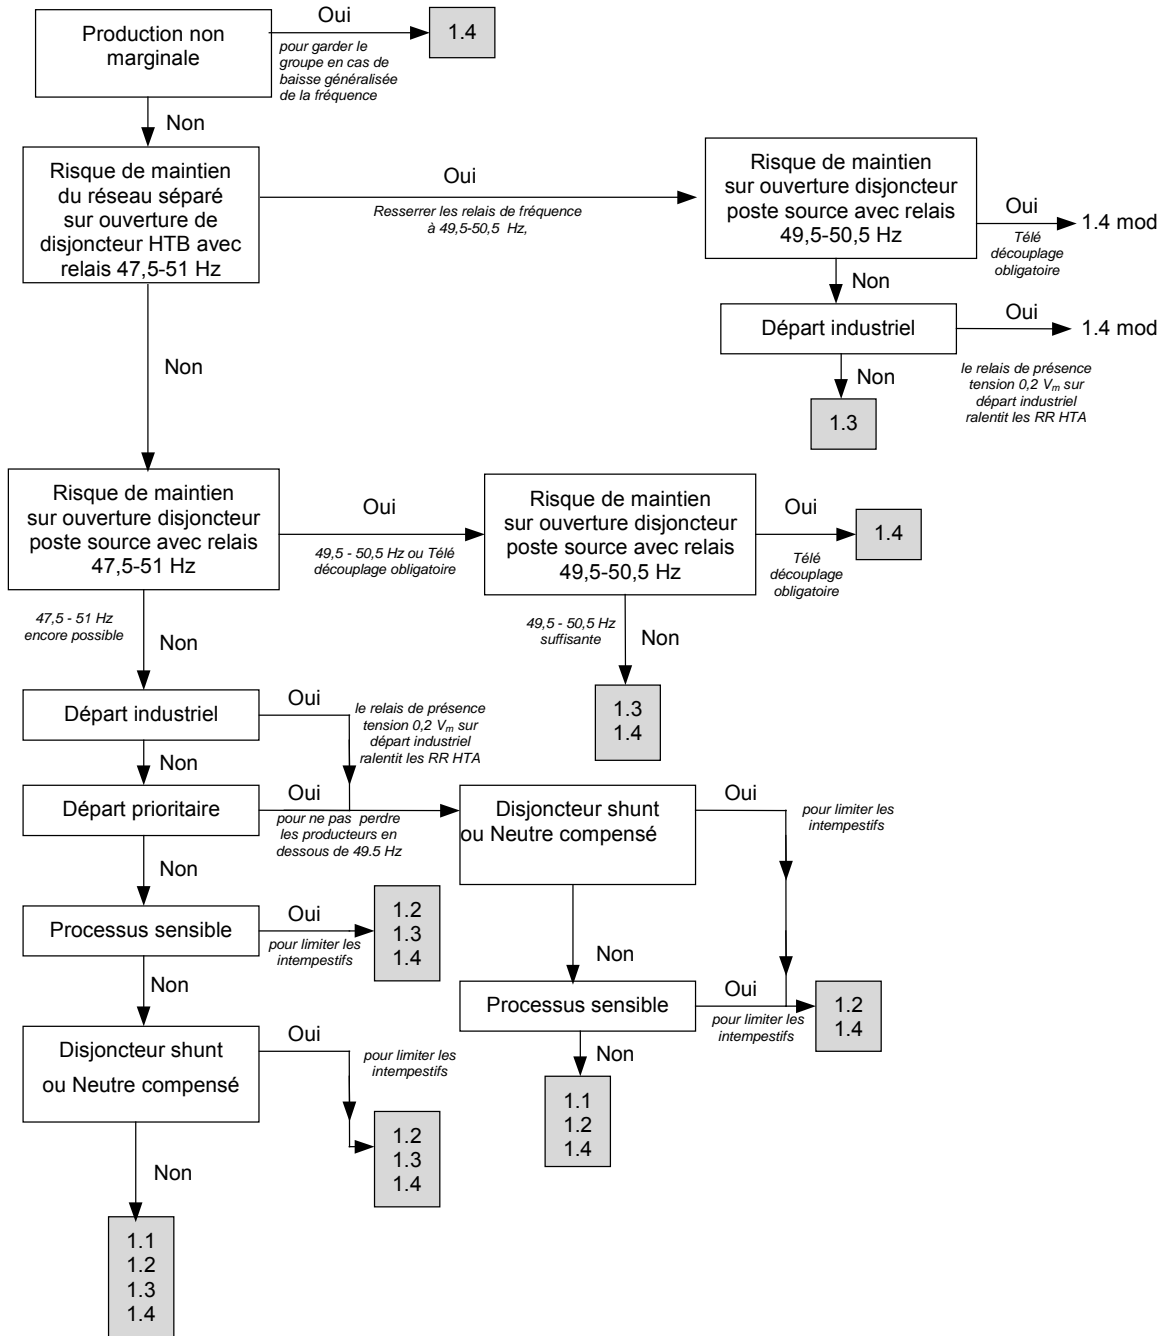 Production non
marginale
Oui
pour garder le
groupe en cas de
baisse généralisée
de la fréquence
1.4
Non
Risque de maintien
du réseau séparé
sur ouverture de
disjoncteur HTB avec
relais 47,5-51 Hz
Oui
Resserrer les relais de fréquence
à 49,5-50,5 Hz,
Risque de maintien
sur ouverture disjoncteur
poste source avec relais
49,5-50,5 Hz
Oui
Télé
découplage
obligatoire
1.4 mod
Non
Départ industriel
Oui
1.4 mod
le relais de présence
tension 0,2 Vm sur
départ industriel
ralentit les RR HTA
Non
1.3
Non
Risque de maintien
sur ouverture disjoncteur
poste source avec relais
47,5-51 Hz
Oui
49,5 - 50,5 Hz ou Télé
découplage obligatoire
Risque de maintien
sur ouverture disjoncteur
poste source avec relais
49,5-50,5 Hz
Oui
Télé
découplage
obligatoire
1.4
47,5 - 51 Hz
encore possible
Non
49,5 - 50,5 Hz
suffisante
Non
1.3
1.4
Départ industriel
Oui
le relais de présence
tension 0,2 Vm sur
départ industriel
ralentit les RR HTA
Non
Départ prioritaire
Oui
pour ne pas perdre
les producteurs en
dessous de 49.5 Hz
Disjoncteur shunt
ou Neutre compensé
Oui
pour limiter les
intempestifs
Non
Processus sensible
Oui
pour limiter les
intempestifs
1.2
1.3
1.4
Non
Processus sensible
Oui
pour limiter les
intempestifs
1.2
1.4
Non
1.1
1.2
1.4
Non
Disjoncteur shunt
ou Neutre compensé
Oui
pour limiter les
intempestifs
1.2
1.3
1.4
Non
1.1
1.2
1.3
1.4